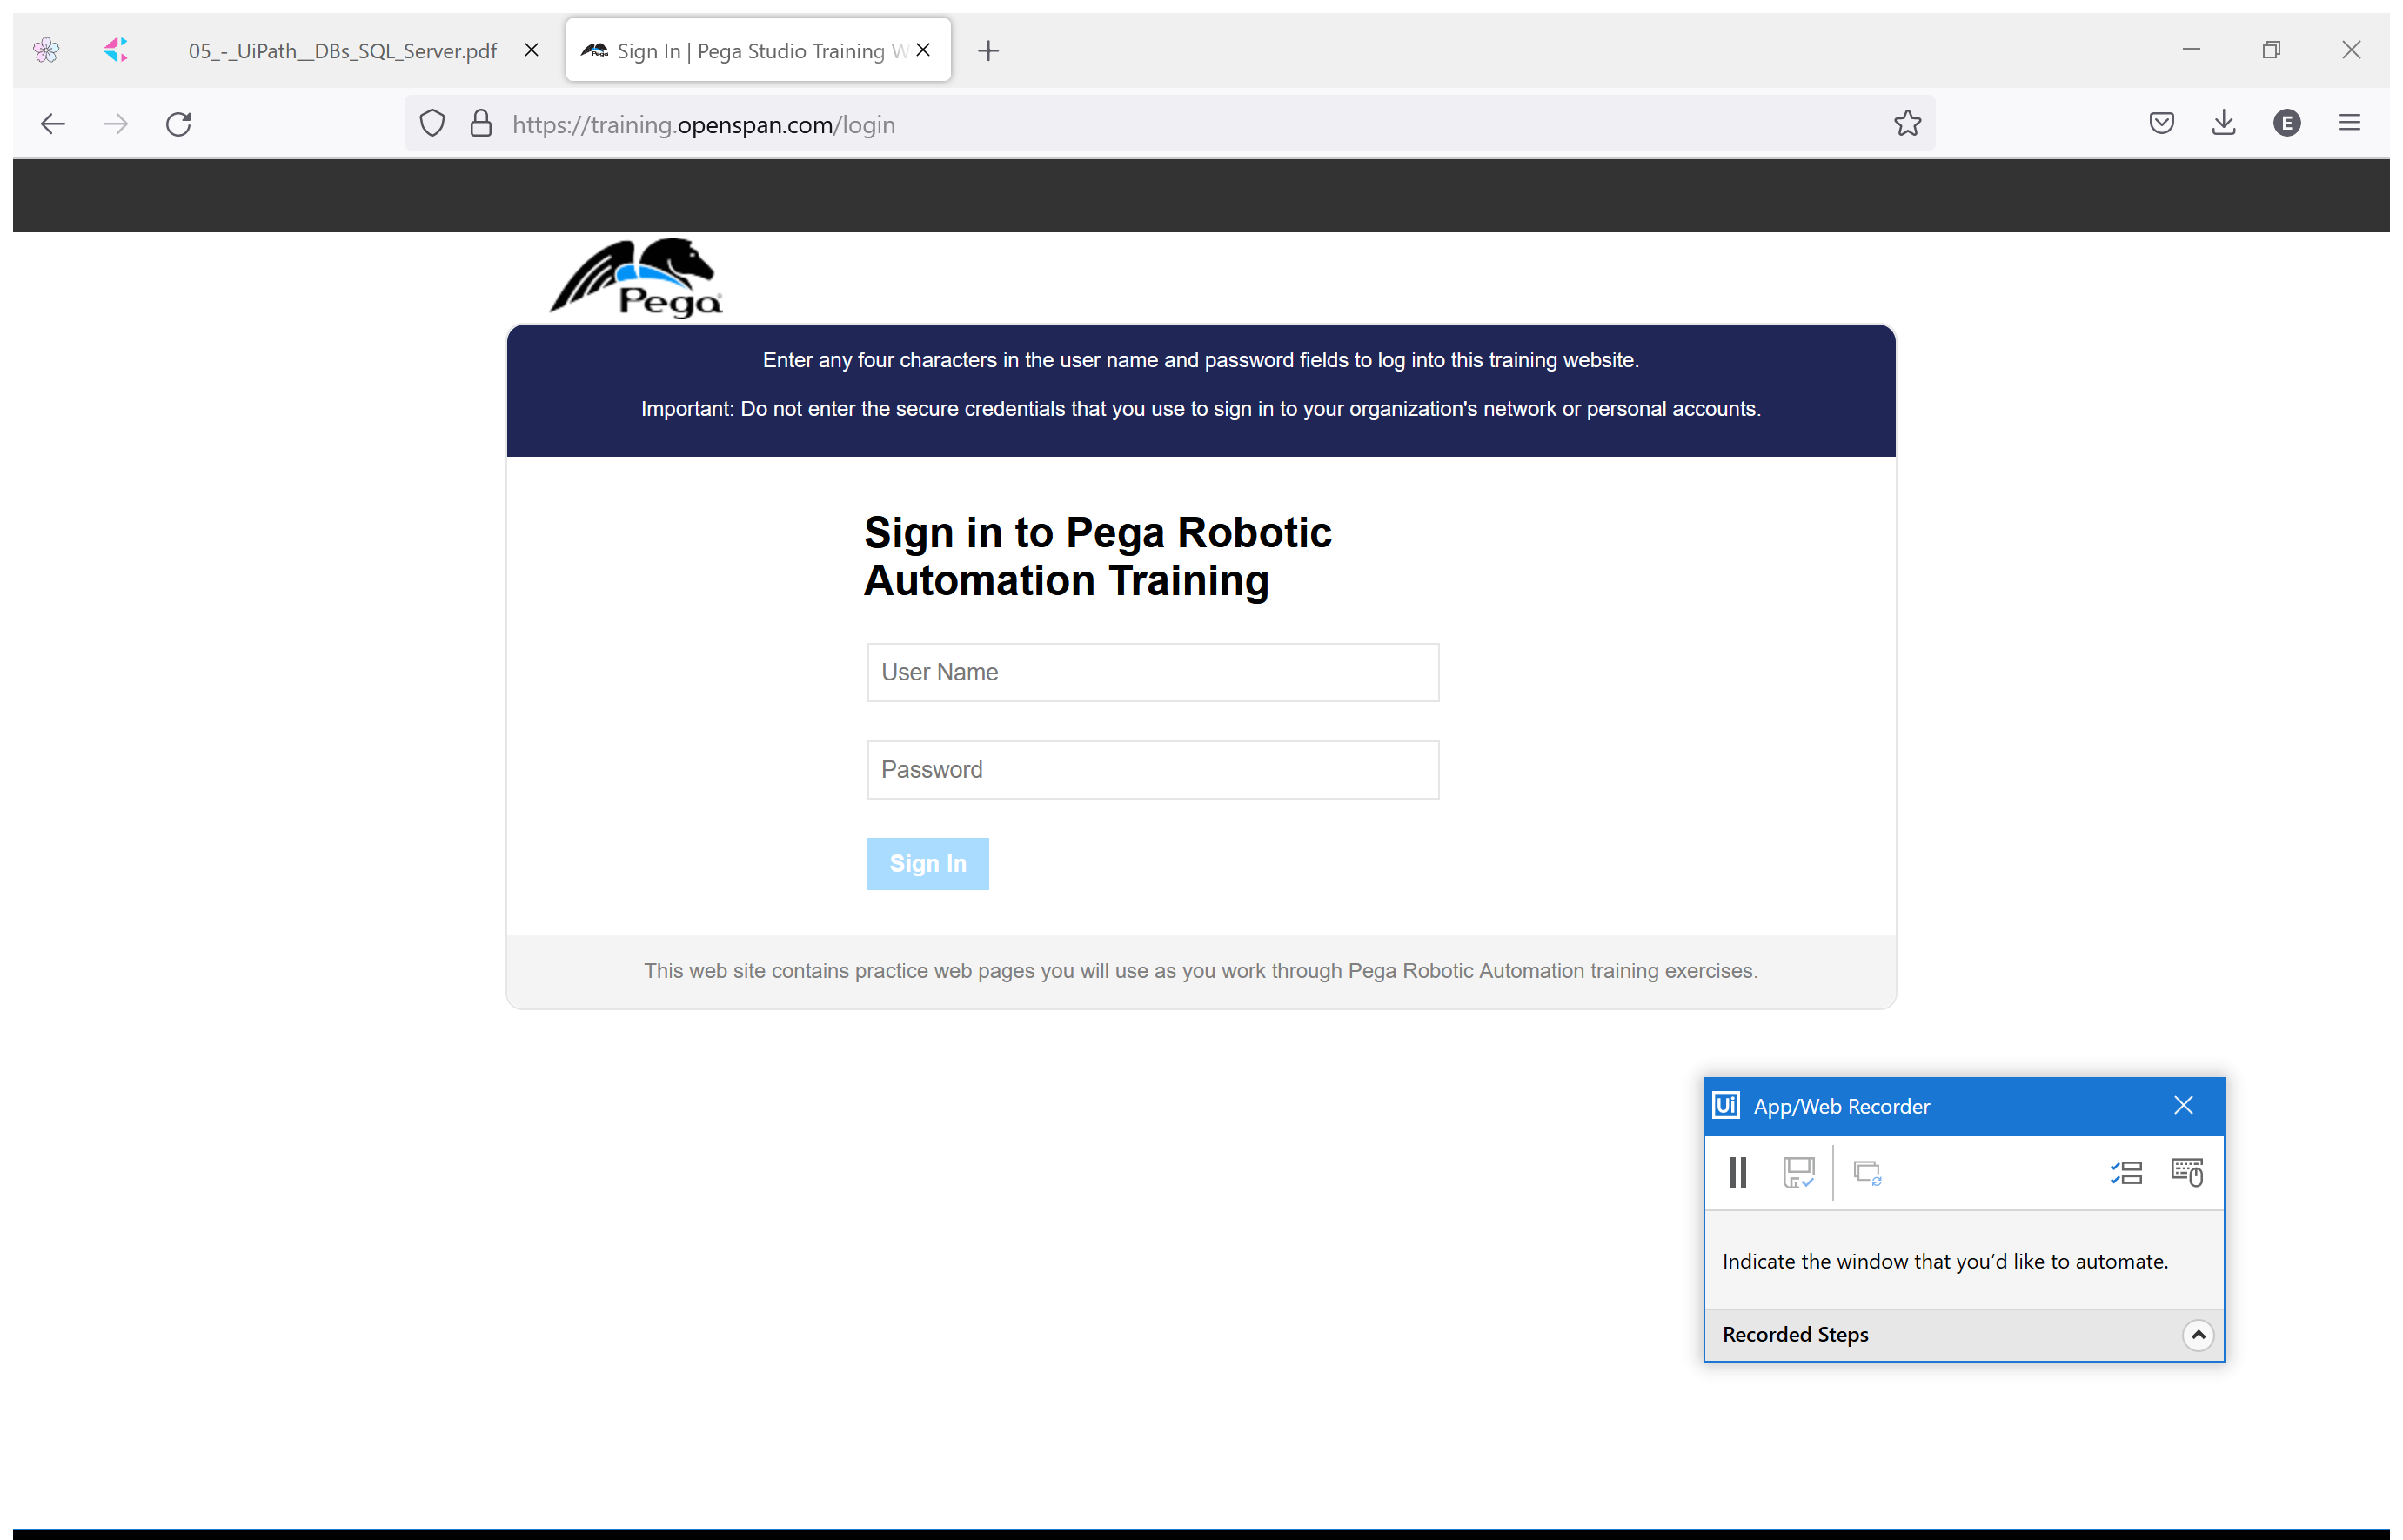 05_-_UiPath__DBs_SQL_Server.pdf
Sign In | Pega Studio Training W
https://training.openspan.com/login
E
Pega
Enter any four characters in the user name and password fields to log into this training website.
Important: Do not enter the secure credentials that you use to sign in to your organization's network or personal accounts.
Sign in to Pega Robotic
Automation Training
User Name
Password
Sign In
This web site contains practice web pages you will use as you work through Pega Robotic Automation training exercises.
Ui App/Web Recorder
Indicate the window that you’d like to automate.
Recorded Steps